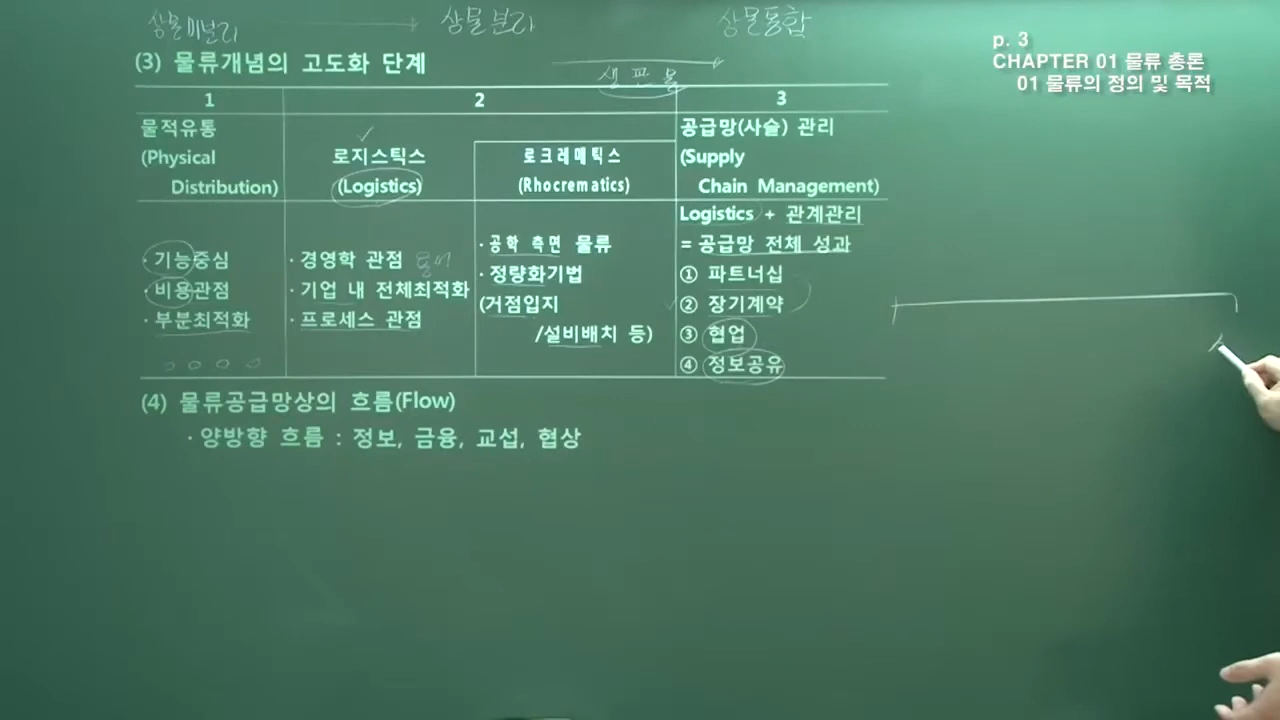 상물미분리 상물분리 상물통합
p. 3
CHAPTER 01 물류 총론
01 물류의 정의 및 목적
(3) 물류개념의 고도화 단계
생 판 물
1 2 3
물적유통
(Physical
Distribution)
로지스틱스
(Logistics)
로크레매틱스
(Rhocrematics)
공급망(사슬) 관리
(Supply
Chain Management)
· 기능중심
· 비용관점
· 부분최적화
· 경영학 관점
· 기업 내 전체최적화
· 프로세스 관점
· 공학 측면 물류
· 정량화기법
(거점입지
/설비배치 등)
Logistics + 관계관리
= 공급망 전체 성과
① 파트너십
② 장기계약
③ 협업
④ 정보공유
(4) 물류공급망상의 흐름(Flow)
· 양방향 흐름 : 정보, 금융, 교섭, 협상